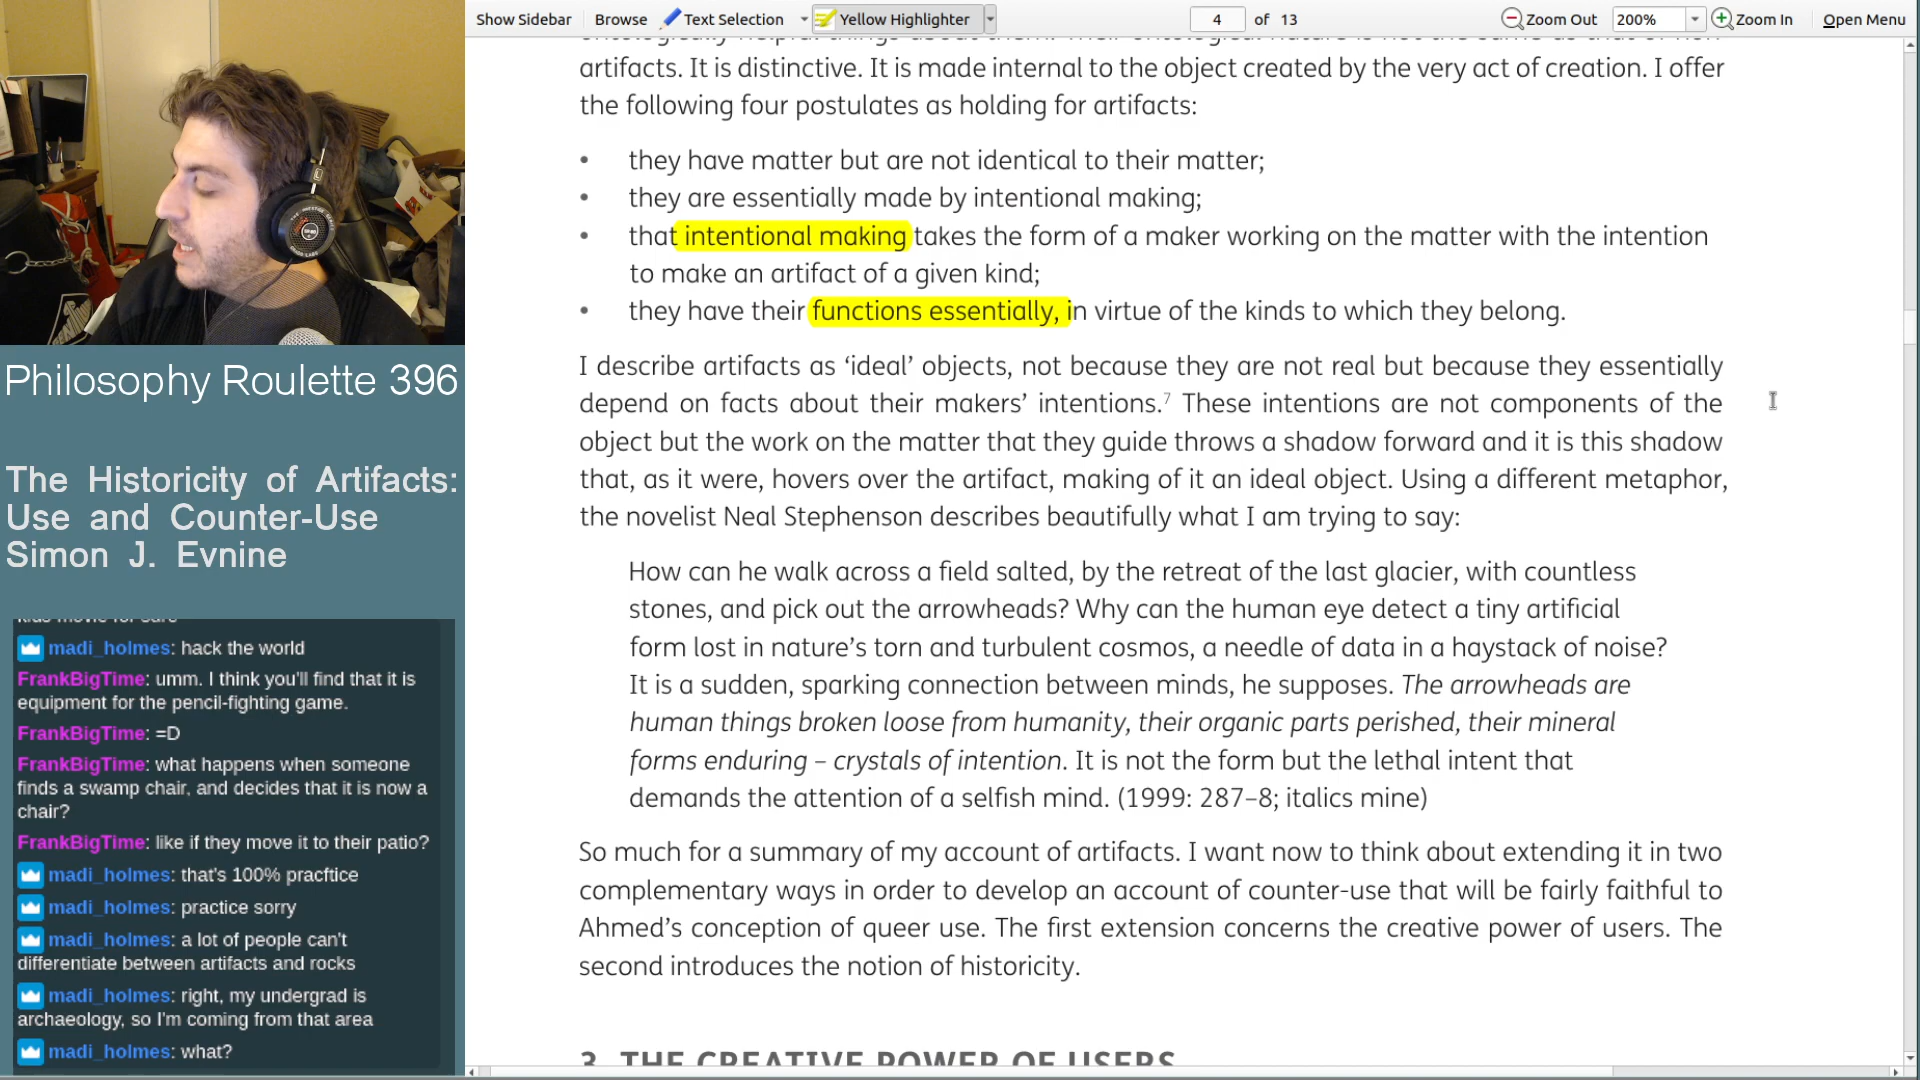 Show Sidebar Browse Text Selection Yellow Highlighter 4 of 13 Zoom Out 200% Zoom In Open Menu
artifacts. It is distinctive. It is made internal to the object created by the very act of creation. I offer
the following four postulates as holding for artifacts:
• they have matter but are not identical to their matter;
• they are essentially made by intentional making;
• that intentional making takes the form of a maker working on the matter with the intention
to make an artifact of a given kind;
• they have their functions essentially, in virtue of the kinds to which they belong.
I describe artifacts as ‘ideal’ objects, not because they are not real but because they essentially
depend on facts about their makers’ intentions.7 These intentions are not components of the
object but the work on the matter that they guide throws a shadow forward and it is this shadow
that, as it were, hovers over the artifact, making of it an ideal object. Using a different metaphor,
the novelist Neal Stephenson describes beautifully what I am trying to say:
How can he walk across a field salted, by the retreat of the last glacier, with countless
stones, and pick out the arrowheads? Why can the human eye detect a tiny artificial
form lost in nature’s torn and turbulent cosmos, a needle of data in a haystack of noise?
It is a sudden, sparking connection between minds, he supposes. The arrowheads are
human things broken loose from humanity, their organic parts perished, their mineral
forms enduring – crystals of intention. It is not the form but the lethal intent that
demands the attention of a selfish mind. (1999: 287–8; italics mine)
So much for a summary of my account of artifacts. I want now to think about extending it in two
complementary ways in order to develop an account of counter-use that will be fairly faithful to
Ahmed’s conception of queer use. The first extension concerns the creative power of users. The
second introduces the notion of historicity.
3. THE CREATIVE POWER OF USERS
Philosophy Roulette 396
The Historicity of Artifacts:
Use and Counter-Use
Simon J. Evnine
madi_holmes: hack the world
FrankBigTime: umm. I think you'll find that it is
equipment for the pencil-fighting game.
FrankBigTime: =D
FrankBigTime: what happens when someone
finds a swamp chair, and decides that it is now a
chair?
FrankBigTime: like if they move it to their patio?
madi_holmes: that's 100% pracftice
madi_holmes: practice sorry
madi_holmes: a lot of people can't
differentiate between artifacts and rocks
madi_holmes: right, my undergrad is
archaeology, so I'm coming from that area
madi_holmes: what?